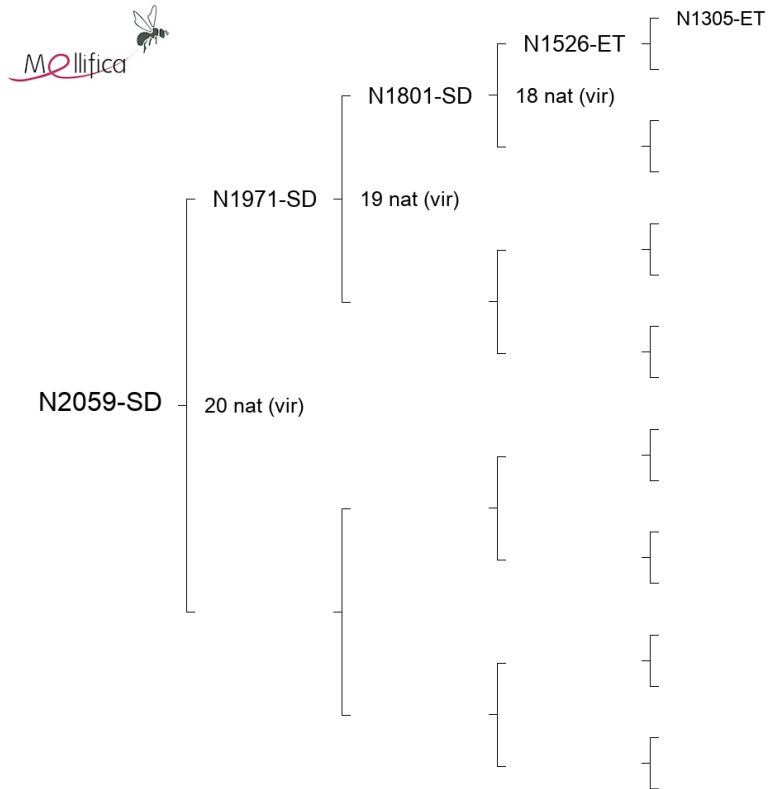 Mellifica
N1305-ET
N1526-ET
N1801-SD
18 nat (vir)
N1971-SD
19 nat (vir)
N2059-SD
20 nat (vir)